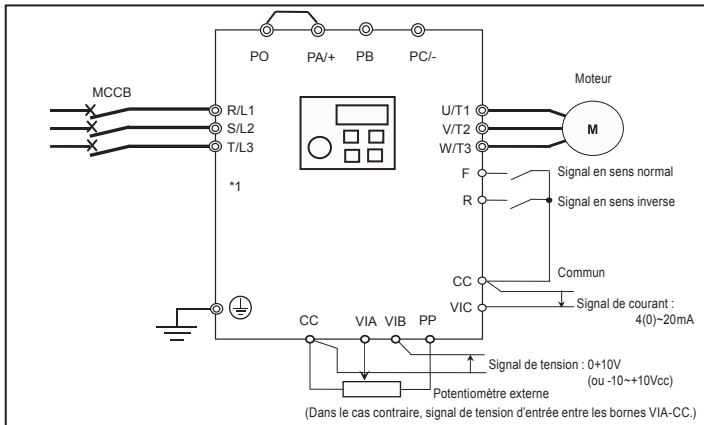 PO PA/+ PB PC/-
MCCB
Moteur
R/L1
S/L2
T/L3
U/T1
V/T2
W/T3
M
F
Signal en sens normal
R
Signal en sens inverse
*1
CC
Commun
VIC
Signal de courant :
4(0)~20mA
CC VIA VIB PP
Signal de tension : 0+10V
(ou -10~+10Vcc)
Potentiomètre externe
(Dans le cas contraire, signal de tension d'entrée entre les bornes VIA-CC.)